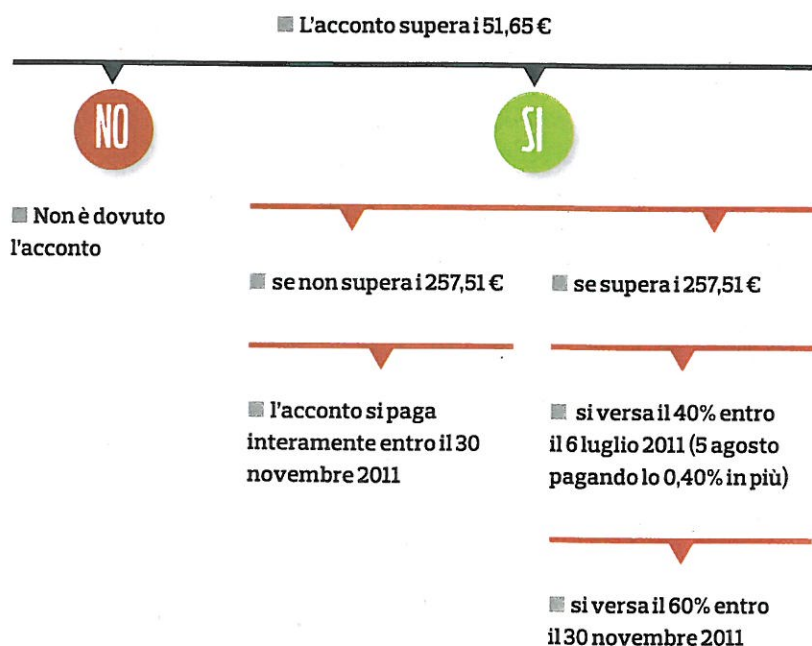 L'acconto supera i 51,65 €
NO
SI
Non è dovuto
l'acconto
se non supera i 257,51 €
se supera i 257,51 €
l'acconto si paga
interamente entro il 30
novembre 2011
si versa il 40% entro
il 6 luglio 2011 (5 agosto
pagando lo 0,40% in più)
si versa il 60% entro
il 30 novembre 2011